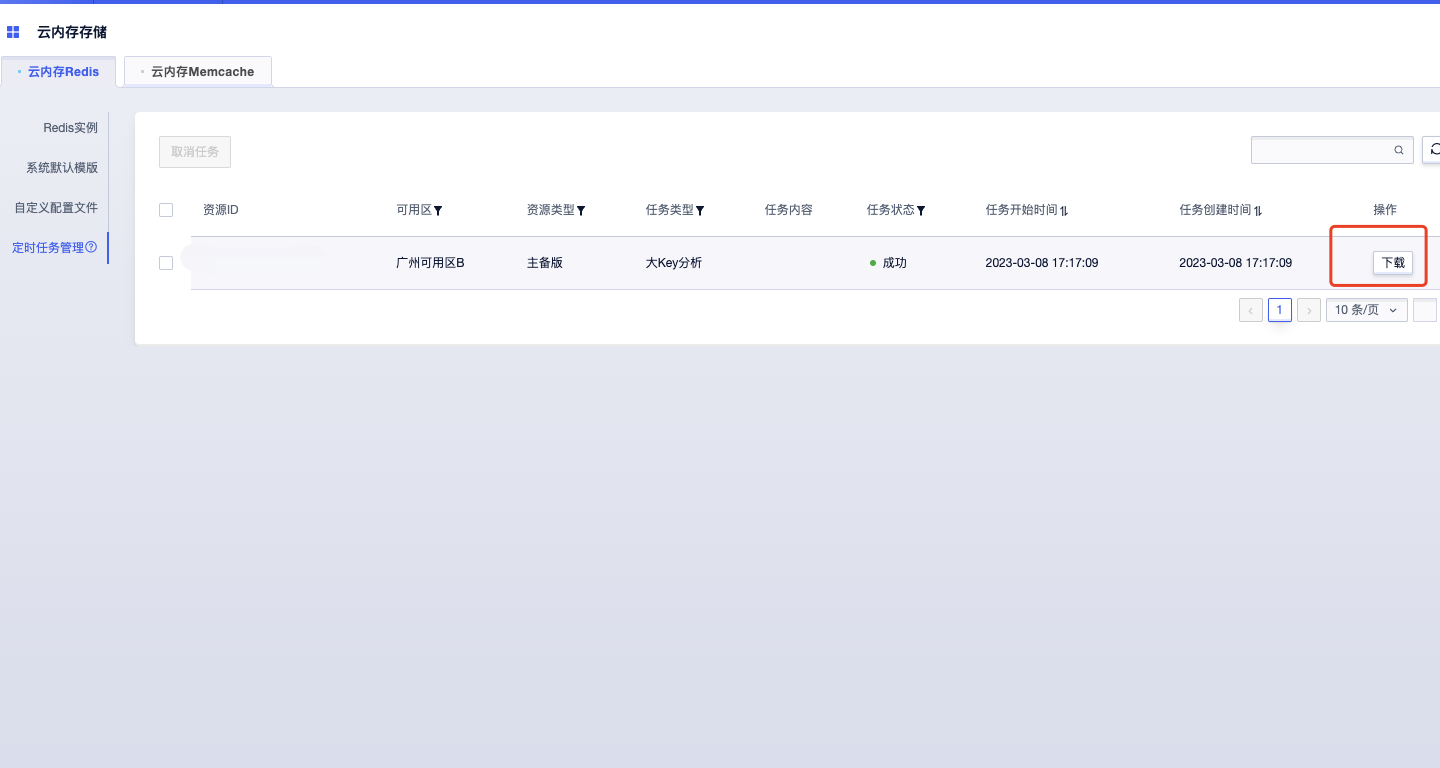 云内存存储
云内存Redis
云内存Memcache
Redis实例
系统默认模版
自定义配置文件
定时任务管理
取消任务
资源ID 可用区 资源类型 任务类型 任务内容 任务状态 任务开始时间 任务创建时间 操作
广州可用区B 主备版 大Key分析 成功 2023-03-08 17:17:09 2023-03-08 17:17:09 下载
1 10 条/页